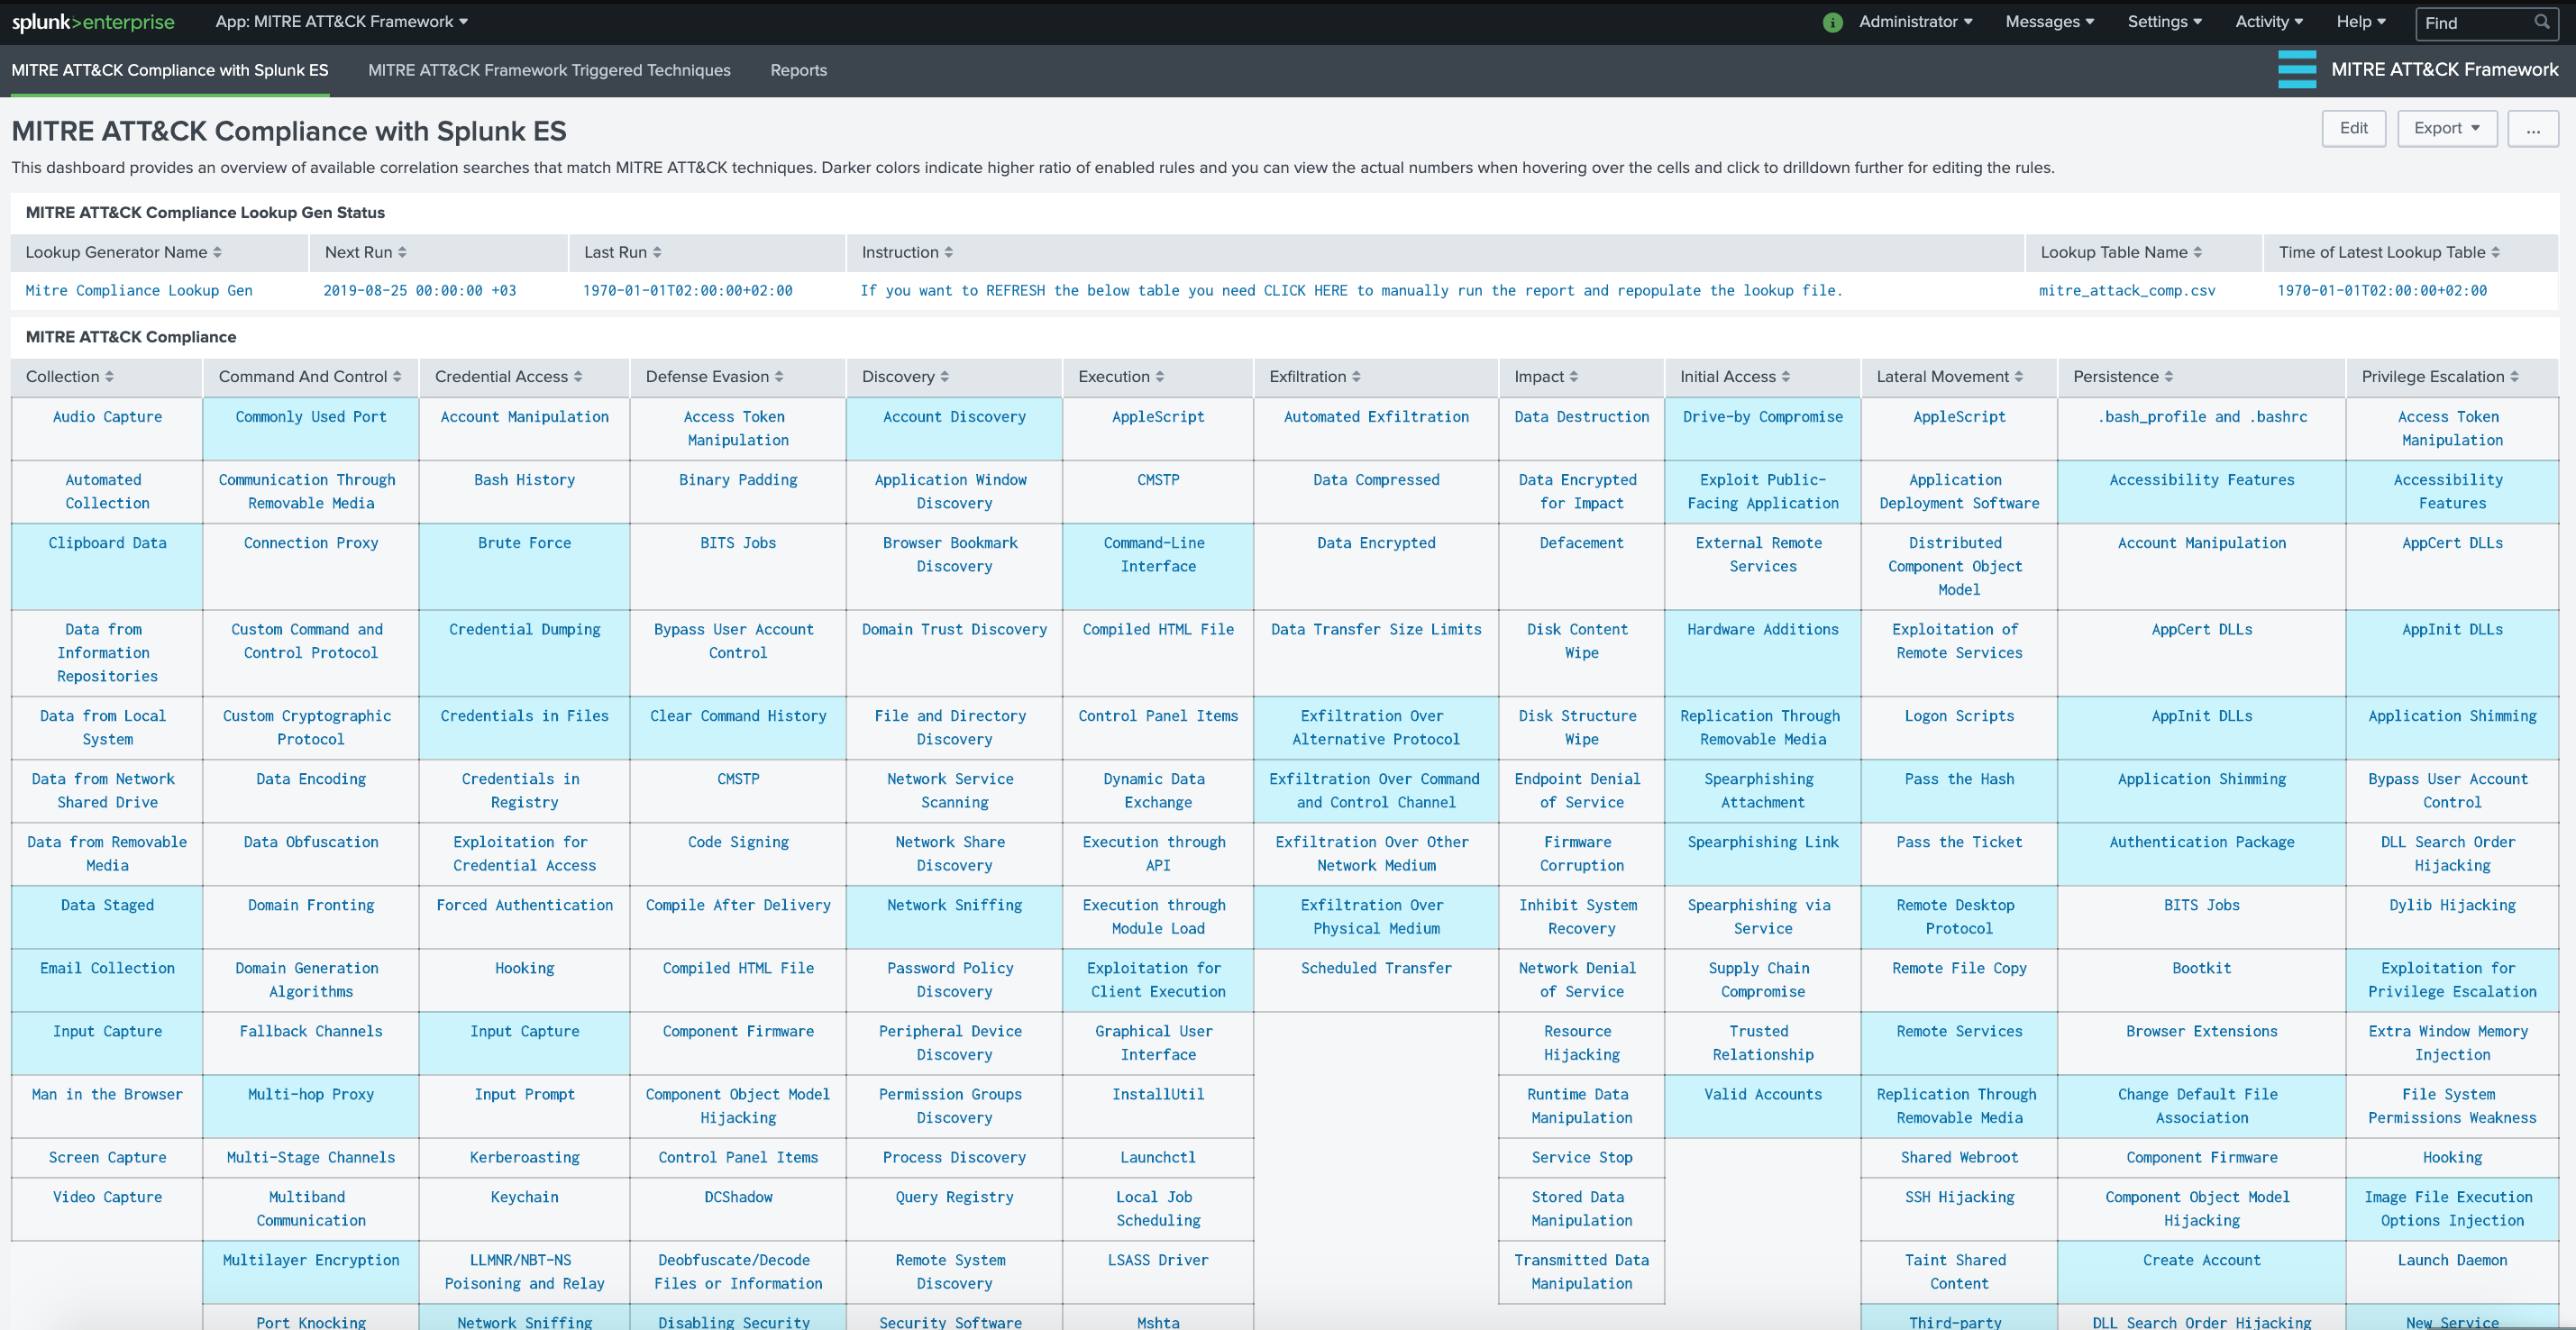 splunk>enterprise App: MITRE ATT&CK Framework i Administrator Messages Settings Activity Help Find
MITRE ATT&CK Compliance with Splunk ES MITRE ATT&CK Framework Triggered Techniques Reports MITRE ATT&CK Framework
MITRE ATT&CK Compliance with Splunk ES Edit Export ...
This dashboard provides an overview of available correlation searches that match MITRE ATT&CK techniques. Darker colors indicate higher ratio of enabled rules and you can view the actual numbers when hovering over the cells and click to drilldown further for editing the rules.
MITRE ATT&CK Compliance Lookup Gen Status
Lookup Generator Name Next Run Last Run Instruction Lookup Table Name Time of Latest Lookup Table
Mitre Compliance Lookup Gen 2019-08-25 00:00:00 +03 1970-01-01T02:00:00+02:00 If you want to REFRESH the below table you need CLICK HERE to manually run the report and repopulate the lookup file. mitre_attack_comp.csv 1970-01-01T02:00:00+02:00
MITRE ATT&CK Compliance
Collection Command And Control Credential Access Defense Evasion Discovery Execution Exfiltration Impact Initial Access Lateral Movement Persistence Privilege Escalation
Audio Capture Commonly Used Port Account Manipulation Access Token Account Discovery AppleScript Automated Exfiltration Data Destruction Drive-by Compromise AppleScript .bash_profile and .bashrc Access Token
Manipulation Manipulation
Automated Communication Through Bash History Binary Padding Application Window CMSTP Data Compressed Data Encrypted Exploit Public- Application Accessibility Features Accessibility
Collection Removable Media Discovery for Impact Facing Application Deployment Software Features
Clipboard Data Connection Proxy Brute Force BITS Jobs Browser Bookmark Command-Line Data Encrypted Defacement External Remote Distributed Account Manipulation AppCert DLLs
Discovery Interface Services Component Object
Model
Data from Custom Command and Credential Dumping Bypass User Account Domain Trust Discovery Compiled HTML File Data Transfer Size Limits Disk Content Hardware Additions Exploitation of AppCert DLLs AppInit DLLs
Information Control Protocol Control Wipe Remote Services
Repositories
Data from Local Custom Cryptographic Credentials in Files Clear Command History File and Directory Control Panel Items Exfiltration Over Disk Structure Replication Through Logon Scripts AppInit DLLs Application Shimming
System Protocol Discovery Alternative Protocol Wipe Removable Media
Data from Network Data Encoding Credentials in CMSTP Network Service Dynamic Data Exfiltration Over Command Endpoint Denial Spearphishing Pass the Hash Application Shimming Bypass User Account
Shared Drive Registry Scanning Exchange and Control Channel of Service Attachment Control
Data from Removable Data Obfuscation Exploitation for Code Signing Network Share Execution through Exfiltration Over Other Firmware Spearphishing Link Pass the Ticket Authentication Package DLL Search Order
Media Credential Access Discovery API Network Medium Corruption Hijacking
Data Staged Domain Fronting Forced Authentication Compile After Delivery Network Sniffing Execution through Exfiltration Over Inhibit System Spearphishing via Remote Desktop BITS Jobs Dylib Hijacking
Module Load Physical Medium Recovery Service Protocol
Email Collection Domain Generation Hooking Compiled HTML File Password Policy Exploitation for Scheduled Transfer Network Denial Supply Chain Remote File Copy Bootkit Exploitation for
Algorithms Discovery Client Execution of Service Compromise Privilege Escalation
Input Capture Fallback Channels Input Capture Component Firmware Peripheral Device Graphical User Resource Trusted Remote Services Browser Extensions Extra Window Memory
Discovery Interface Hijacking Relationship Injection
Man in the Browser Multi-hop Proxy Input Prompt Component Object Model Permission Groups InstallUtil Runtime Data Valid Accounts Replication Through Change Default File File System
Hijacking Discovery Manipulation Removable Media Association Permissions Weakness
Screen Capture Multi-Stage Channels Kerberoasting Control Panel Items Process Discovery Launchctl Service Stop Shared Webroot Component Firmware Hooking
Video Capture Multiband Keychain DCShadow Query Registry Local Job Stored Data SSH Hijacking Component Object Model Image File Execution
Communication Scheduling Manipulation Hijacking Options Injection
Multilayer Encryption LLMNR/NBT-NS Deobfuscate/Decode Remote System LSASS Driver Transmitted Data Taint Shared Create Account Launch Daemon
Poisoning and Relay Files or Information Discovery Manipulation Content
Port Knocking Network Sniffing Disabling Security Security Software Mshta Third-party DLL Search Order Hijacking New Service